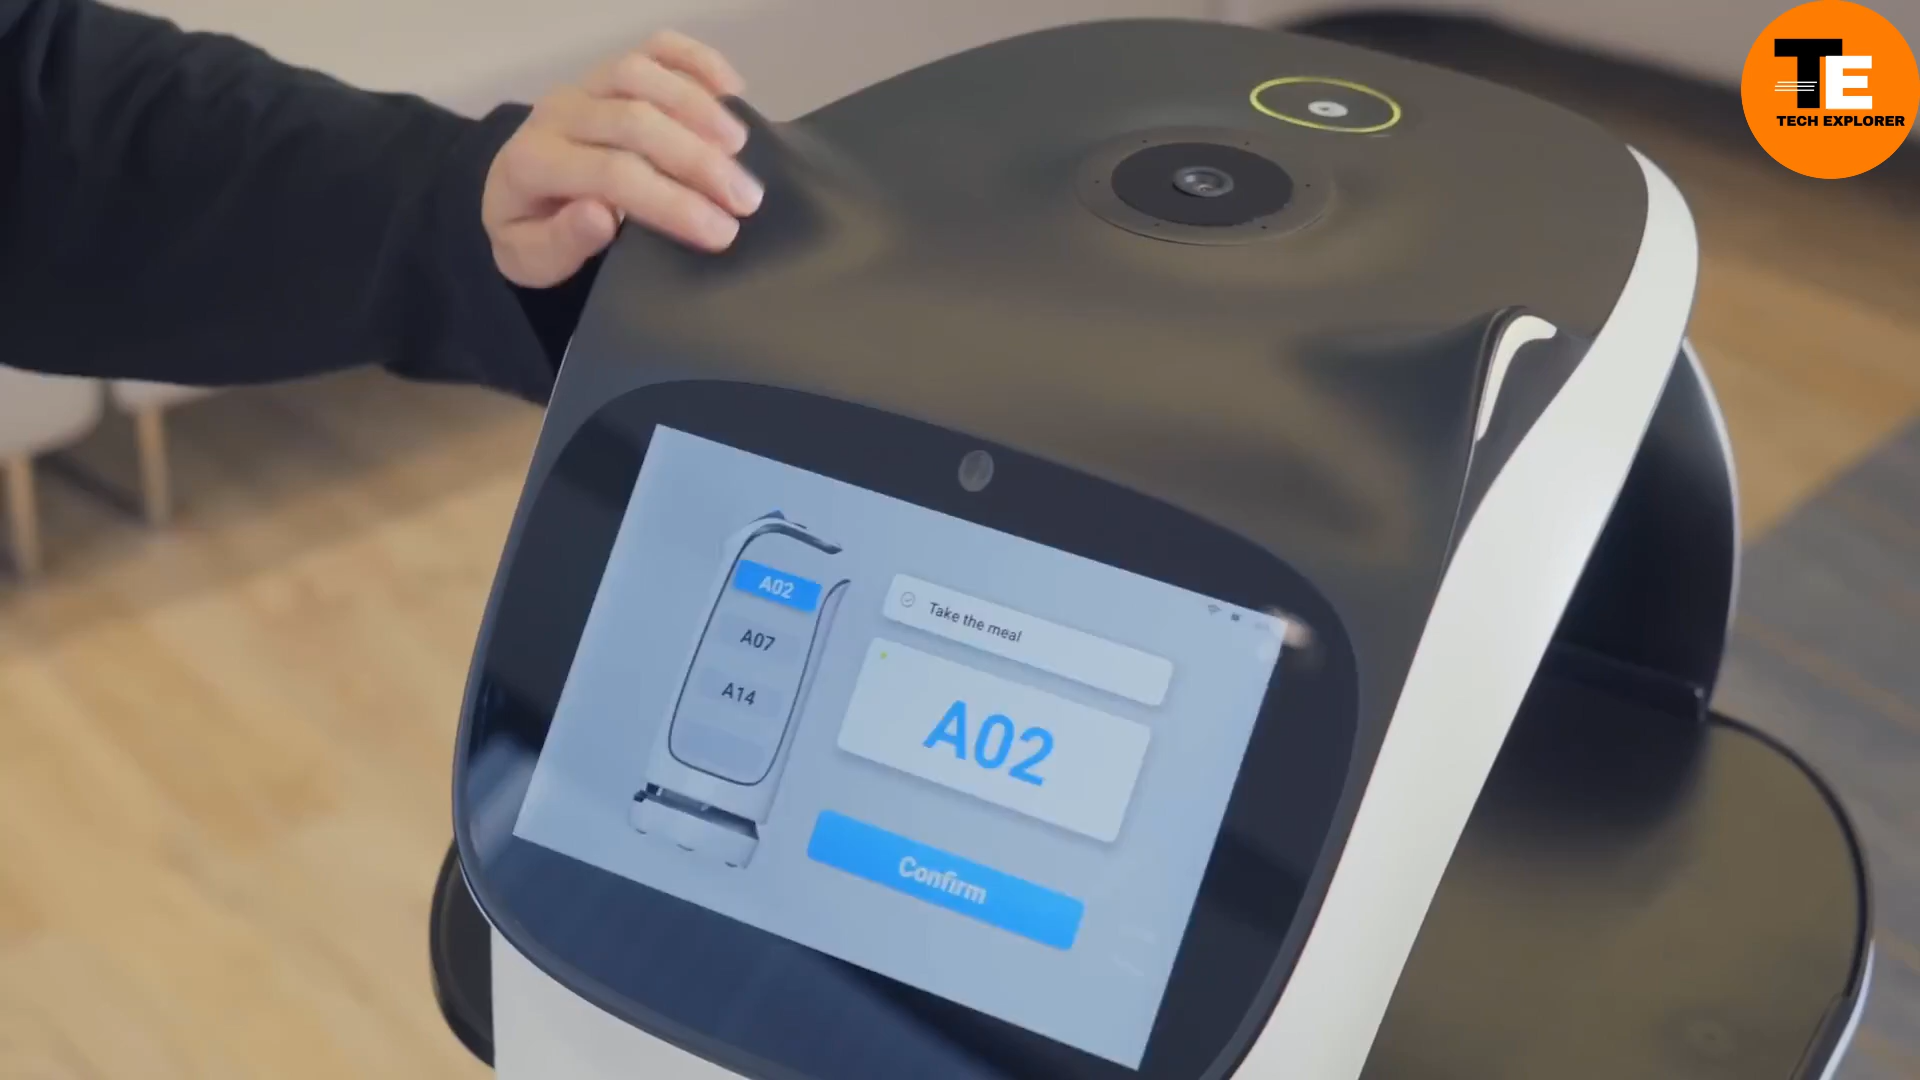 TE
TECH EXPLORER
A02
A07
A14
Take the meal
A02
Confirm